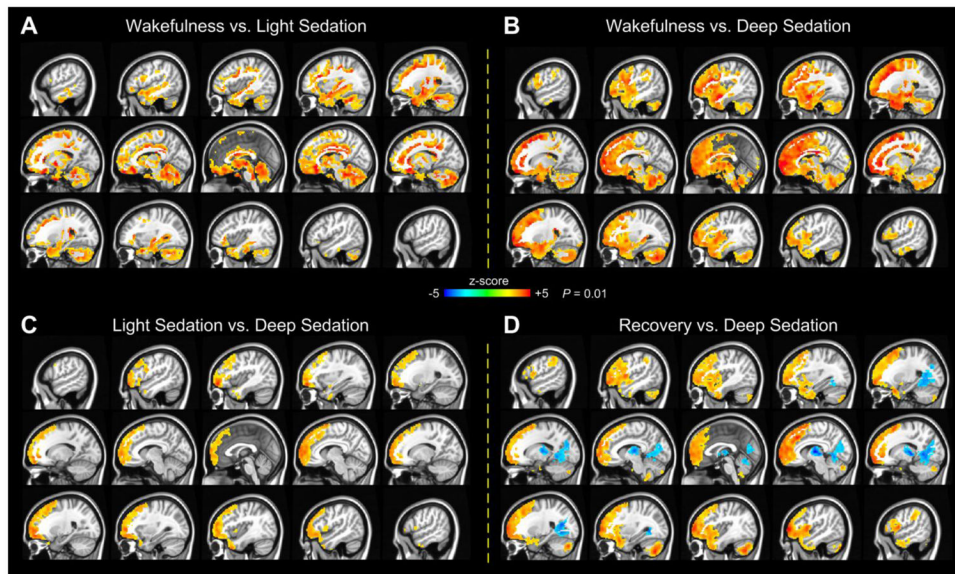 A Wakefulness vs. Light Sedation
B Wakefulness vs. Deep Sedation
z-score
-5 +5 P = 0.01
C Light Sedation vs. Deep Sedation
D Recovery vs. Deep Sedation